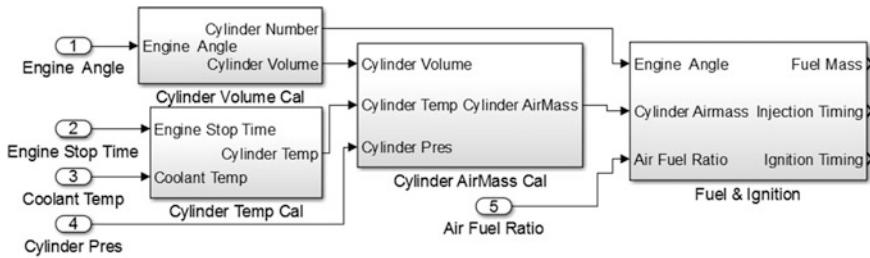 1
Engine Angle
Engine Angle
Cylinder Number
Cylinder Volume
Cylinder Volume Cal
2
Engine Stop Time
3
Coolant Temp
Engine Stop Time
Cylinder Temp
Coolant Temp
Cylinder Temp Cal
4
Cylinder Pres
Cylinder Volume
Cylinder Temp
Cylinder AirMass
Cylinder Pres
Cylinder AirMass Cal
5
Air Fuel Ratio
Engine Angle
Fuel Mass
Cylinder Airmass
Injection Timing
Air Fuel Ratio
Ignition Timing
Fuel & Ignition